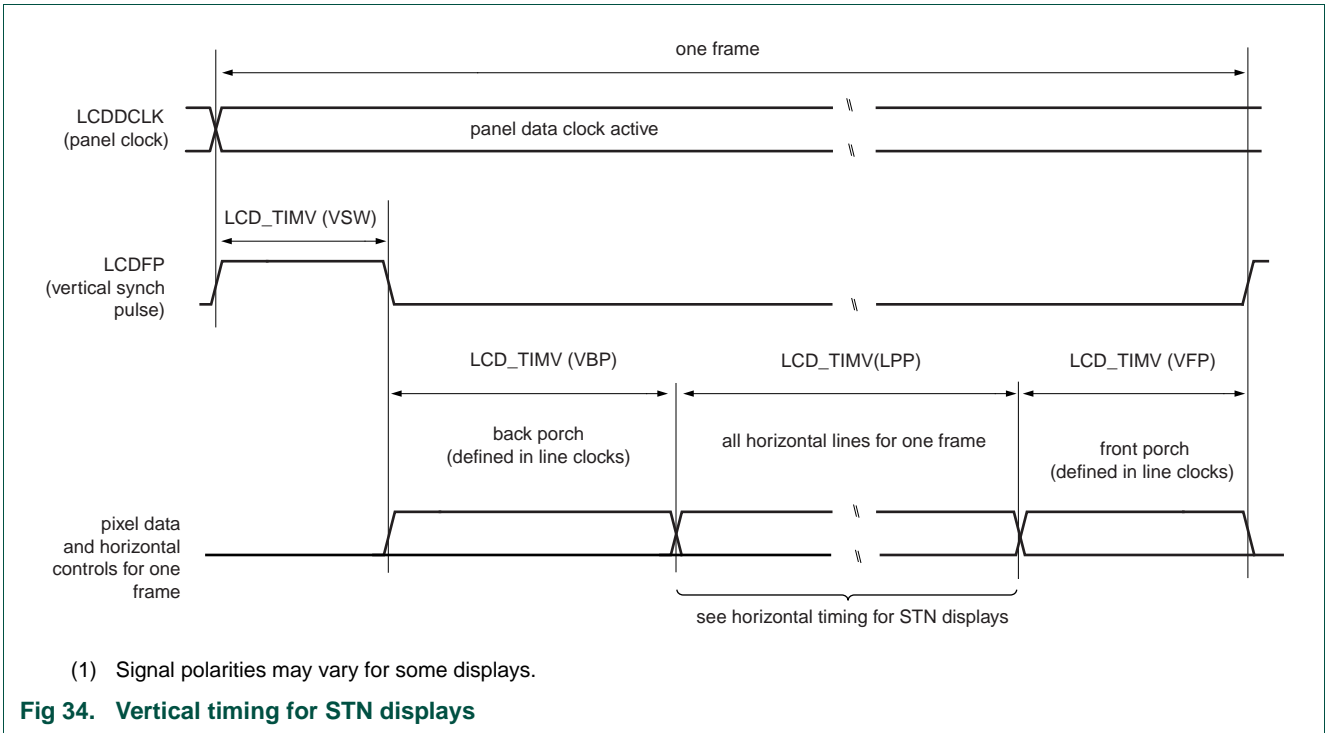 one frame
LCDDCLK
(panel clock)
panel data clock active
LCD_TIMV (VSW)
LCDFP
(vertical synch
pulse)
LCD_TIMV (VBP)
LCD_TIMV(LPP)
LCD_TIMV (VFP)
back porch
(defined in line clocks)
all horizontal lines for one frame
front porch
(defined in line clocks)
pixel data
and horizontal
controls for one
frame
see horizontal timing for STN displays
(1) Signal polarities may vary for some displays.
Fig 34. Vertical timing for STN displays